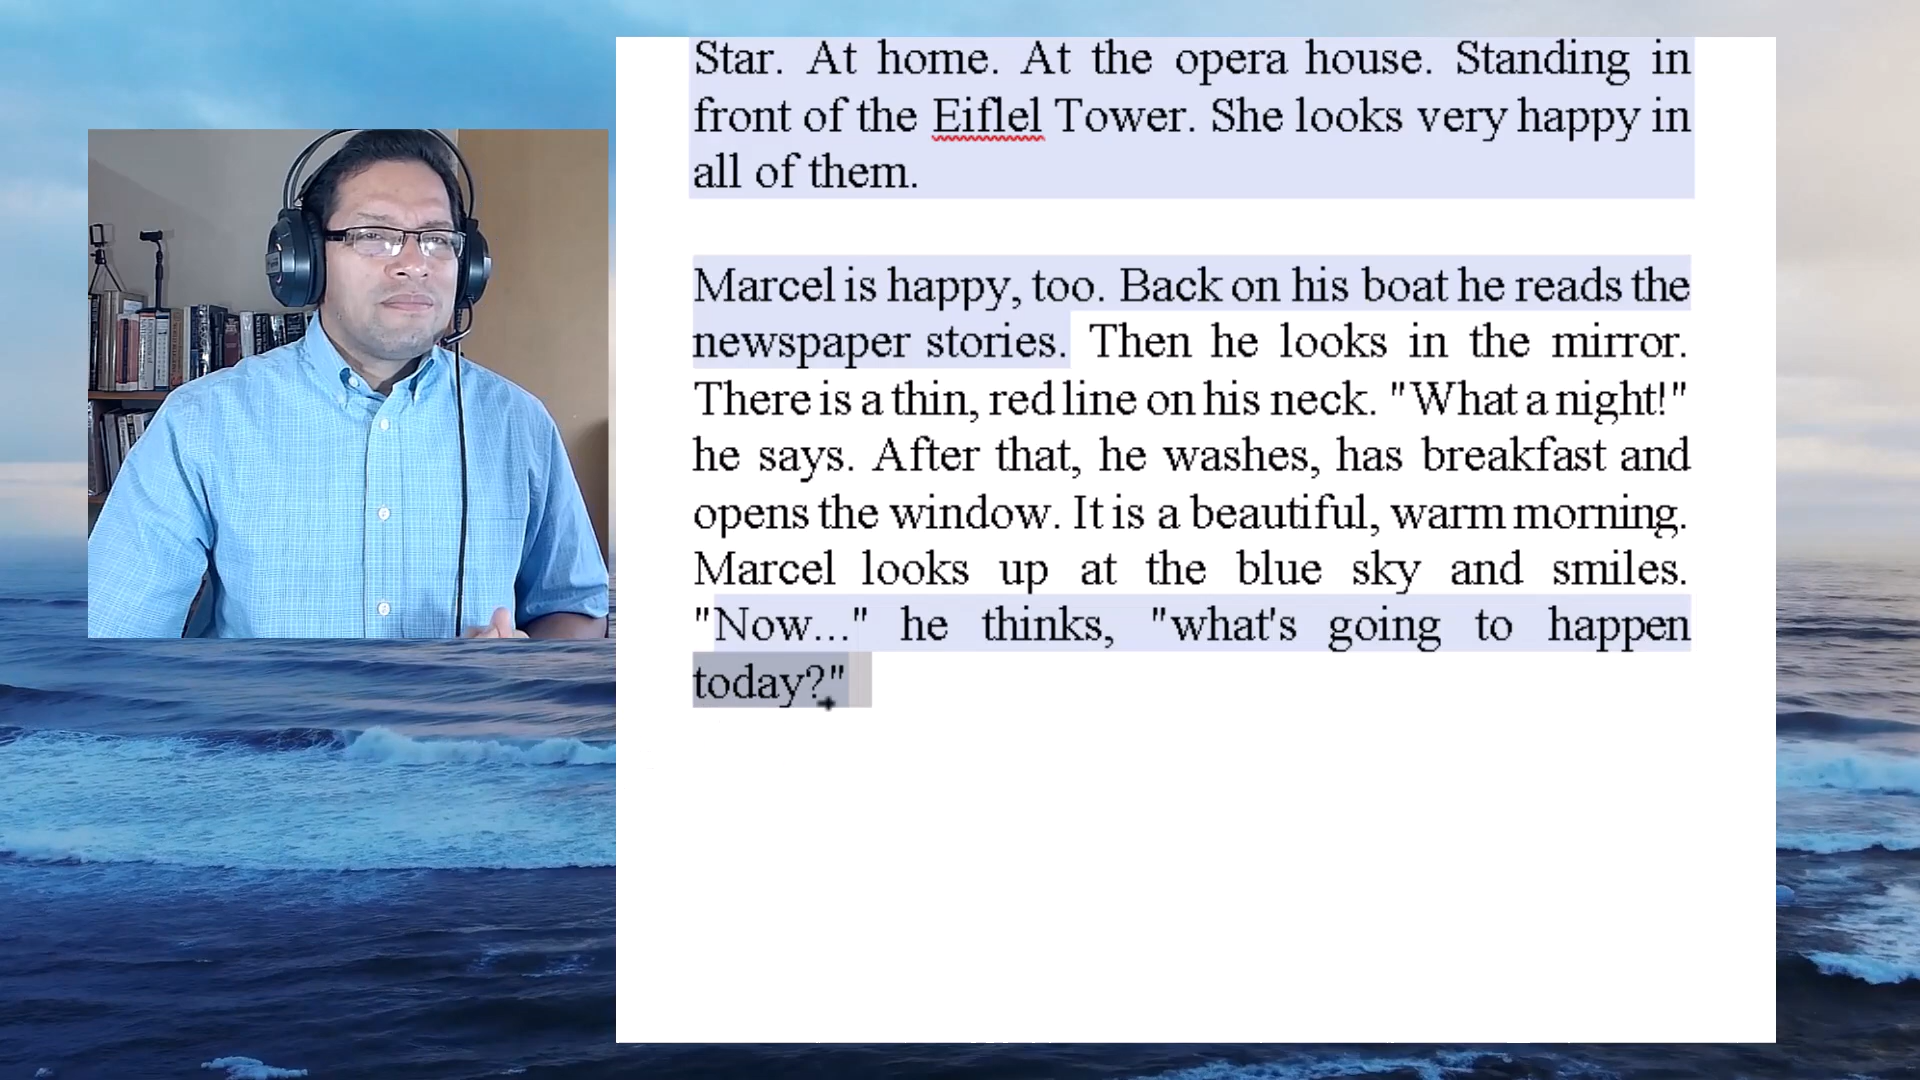 Star. At home. At the opera house. Standing in
front of the Eiflel Tower. She looks very happy in
all of them.
Marcel is happy, too. Back on his boat he reads the
newspaper stories. Then he looks in the mirror.
There is a thin, red line on his neck. "What a night!"
he says. After that, he washes, has breakfast and
opens the window. It is a beautiful, warm morning.
Marcel looks up at the blue sky and smiles.
"Now..." he thinks, "what's going to happen
today?"